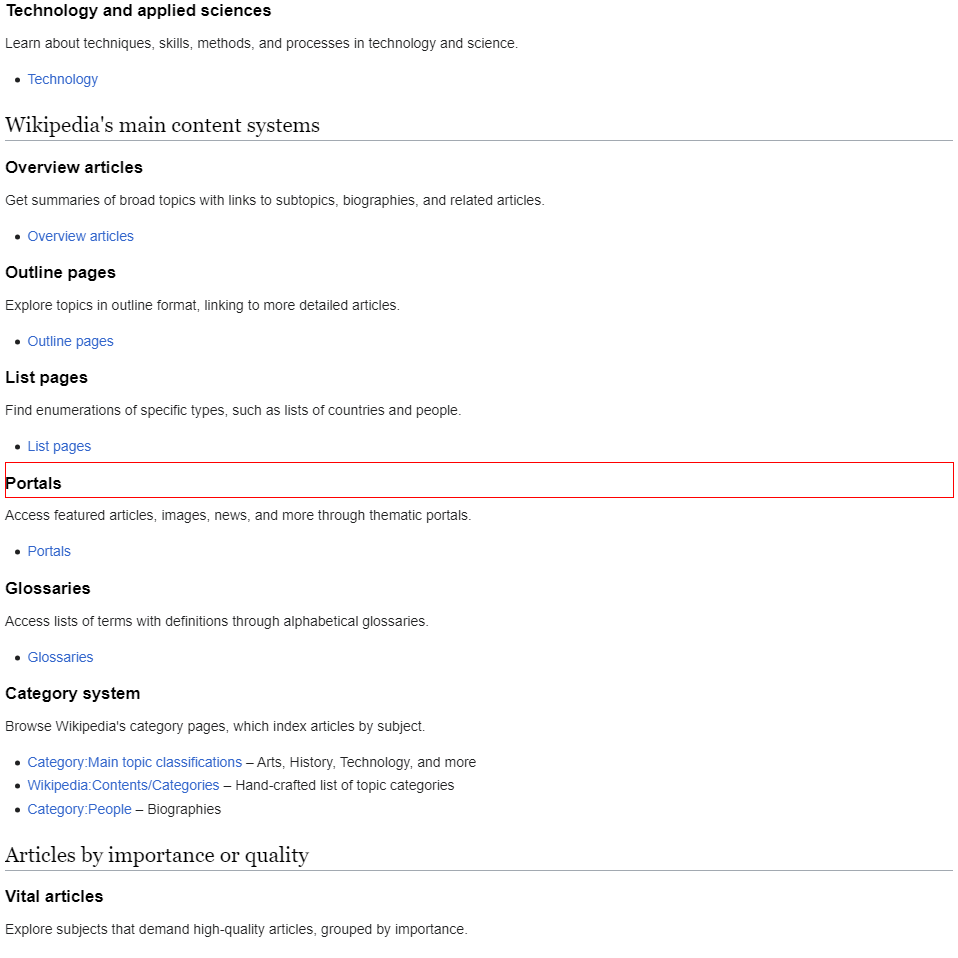 Technology and applied sciences
Learn about techniques, skills, methods, and processes in technology and science.
Technology
Wikipedia's main content systems
Overview articles
Get summaries of broad topics with links to subtopics, biographies, and related articles.
Overview articles
Outline pages
Explore topics in outline format, linking to more detailed articles.
Outline pages
List pages
Find enumerations of specific types, such as lists of countries and people.
List pages
Portals
Access featured articles, images, news, and more through thematic portals.
Portals
Glossaries
Access lists of terms with definitions through alphabetical glossaries.
Glossaries
Category system
Browse Wikipedia's category pages, which index articles by subject.
Category:Main topic classifications – Arts, History, Technology, and more
Wikipedia:Contents/Categories – Hand-crafted list of topic categories
Category:People – Biographies
Articles by importance or quality
Vital articles
Explore subjects that demand high-quality articles, grouped by importance.